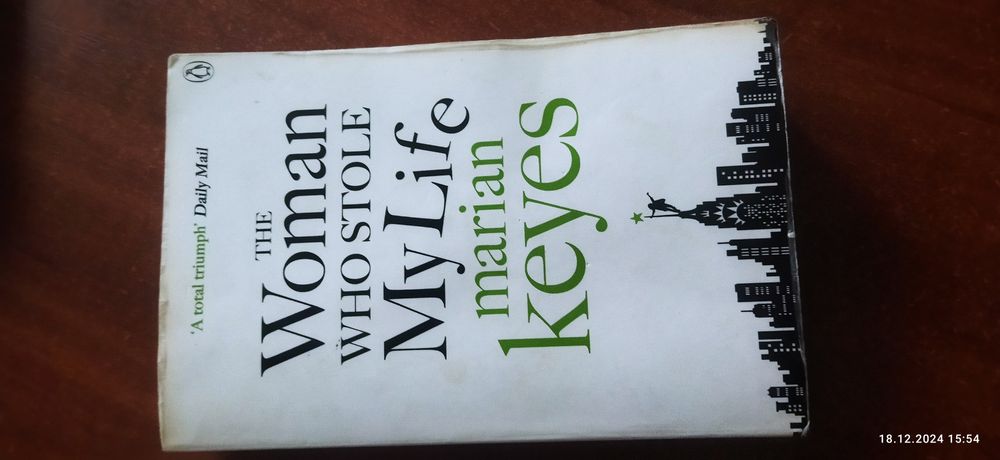 'A total triumph' Daily Mail
THE
Woman
WHO STOLE
My Life
marian
keyes
18.12.2024 15:54